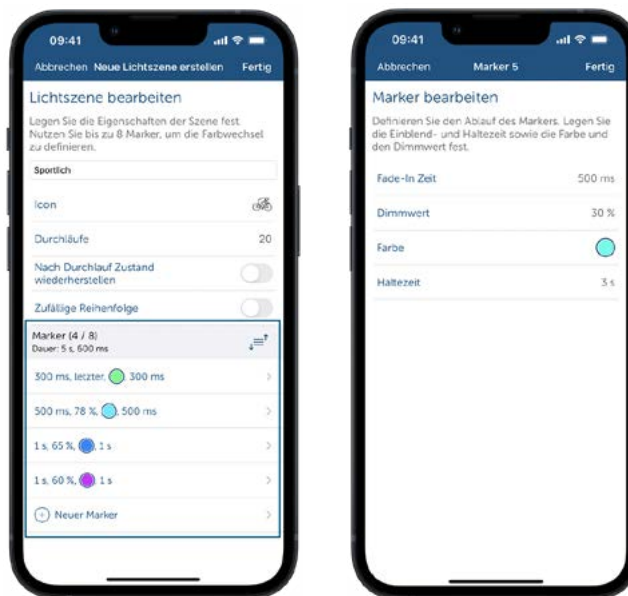 09:41
Abbrechen Neue Lichtszene erstellen Fertig
Lichtszene bearbeiten
Legen Sie die Eigenschaften der Szene fest.
Nutzen Sie bis zu 8 Marker, um die Farbwechsel
zu definieren.
Sportlich
Icon
Durchläufe 20
Nach Durchlauf Zustand
wiederherstellen
Zufällige Reihenfolge
Marker (4 / 8)
Dauer: 5 s, 600 ms
300 ms, letzter, 300 ms
500 ms, 78 %, 500 ms
1 s, 65 %, 1 s
1 s, 60 %, 1 s
Neuer Marker
09:41
Abbrechen Marker 5 Fertig
Marker bearbeiten
Definieren Sie den Ablauf des Markers. Legen Sie
die Einblend- und Haltezeit sowie die Farbe und
den Dimmwert fest.
Fade-In Zeit 500 ms
Dimmwert 30 %
Farbe
Haltezeit 3 s